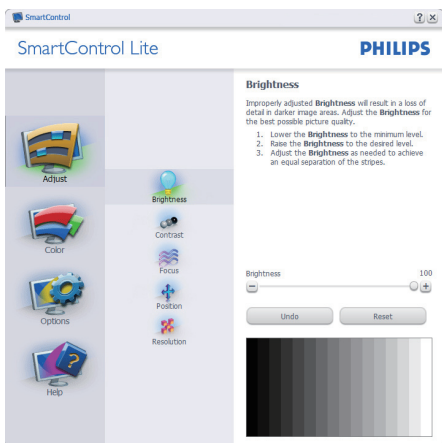 SmartControl
? x
SmartControl Lite
PHILIPS
Adjust
Color
Options
Help
Brightness
Contrast
Focus
Position
Resolution
Brightness
Improperly adjusted Brightness will result in a loss of
detail in darker image areas. Adjust the Brightness for
the best possible picture quality.
1. Lower the Brightness to the minimum level.
2. Raise the Brightness to the desired level.
3. Adjust the Brightness as needed to achieve
an equal separation of the stripes.
Brightness 100
Undo Reset